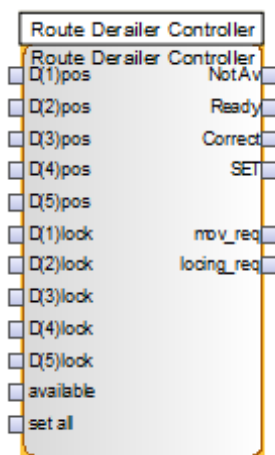 Route Derailer Controller
Route Derailer Controller
D(1)pos NotAv
D(2)pos Ready
D(3)pos Correct
D(4)pos SET
D(5)pos
D(1)lock mov_req
D(2)lock locing_req
D(3)lock
D(4)lock
D(5)lock
available
set all